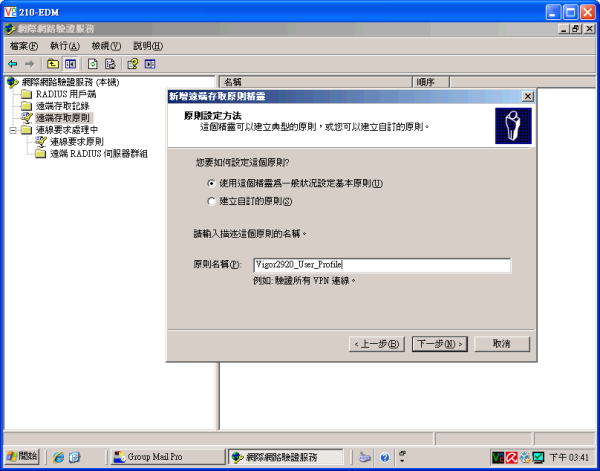 210-EDM
網際網路驗證服務
檔案(F) 執行(A) 檢視(V) 說明(H)
網際網路驗證服務 (本機)
RADIUS 用戶端
遠端存取記錄
遠端存取原則
連線要求處理中
連線要求原則
遠端 RADIUS 伺服器群組
名稱 順序
新增遠端存取原則精靈
原則設定方法
這個精靈可以建立典型的原則，或您可以建立自訂的原則。
您要如何設定這個原則?
使用這個精靈為一般狀況設定基本原則(U)
建立自訂的原則(S)
請輸入描述這個原則的名稱。
原則名稱(P): Vigor2920_User_Profile
例如: 驗證所有 VPN 連線。
< 上一步(B) 下一步(N) > 取消
開始 Group Mail Pro 網際網路驗證服務 下午 03:41